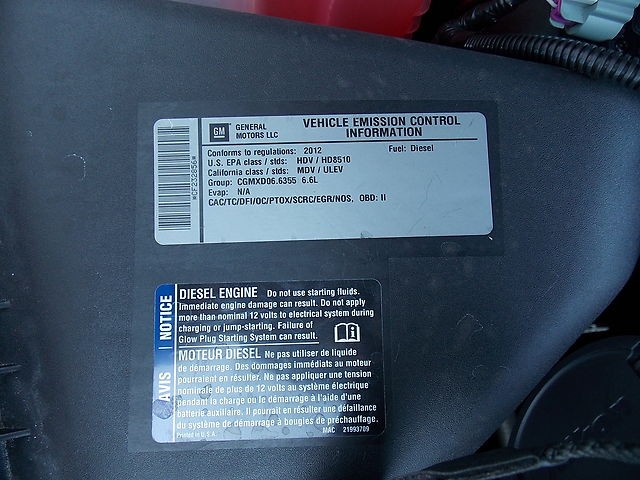 GM
GENERAL
MOTORS LLC
VEHICLE EMISSION CONTROL
INFORMATION
Conforms to regulations: 2012 Fuel: Diesel
U.S. EPA class / stds: HDV / HD8510
California class / stds: MDV / ULEV
Group: CGMXD06.6355 6.6L
Evap: N/A
CAC/TC/DFI/OC/PTOX/SCRC/EGR/NOS, OBD: II
NOTICE
DIESEL ENGINE Do not use starting fluids.
Immediate engine damage can result. Do not apply
more than nominal 12 volts to electrical system during
charging or jump-starting. Failure of
Glow Plug Starting System can result.
AVIS
MOTEUR DIESEL Ne pas utiliser de liquide
de démarrage. Des dommages immédiats au moteur
pourraient en résulter. Ne pas appliquer une tension
nominale de plus de 12 volts au système électrique
pendant la charge ou le démarrage à l'aide d'une
batterie auxiliaire. Il pourrait en résulter une défaillance
du système de démarrage à bougies de préchauffage.
Printed in U.S.A. MAC 21993709